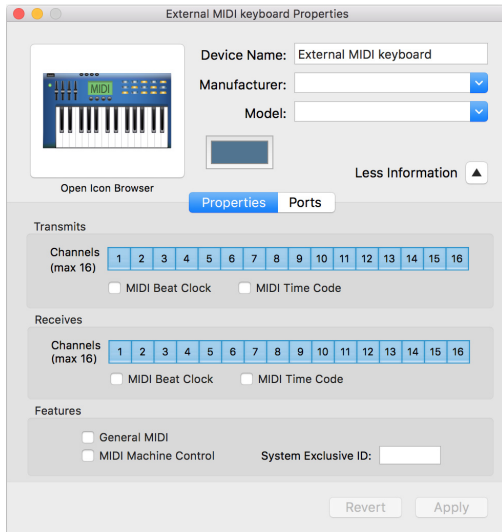 External MIDI keyboard Properties
Device Name: External MIDI keyboard
MIDI
Manufacturer:
Model:
Less Information
Open Icon Browser
Properties Ports
Transmits
Channels 1 2 3 4 5 6 7 8 9 10 11 12 13 14 15 16
(max 16)
MIDI Beat Clock MIDI Time Code
Receives
Channels 1 2 3 4 5 6 7 8 9 10 11 12 13 14 15 16
(max 16)
MIDI Beat Clock MIDI Time Code
Features
General MIDI
MIDI Machine Control System Exclusive ID:
Revert Apply